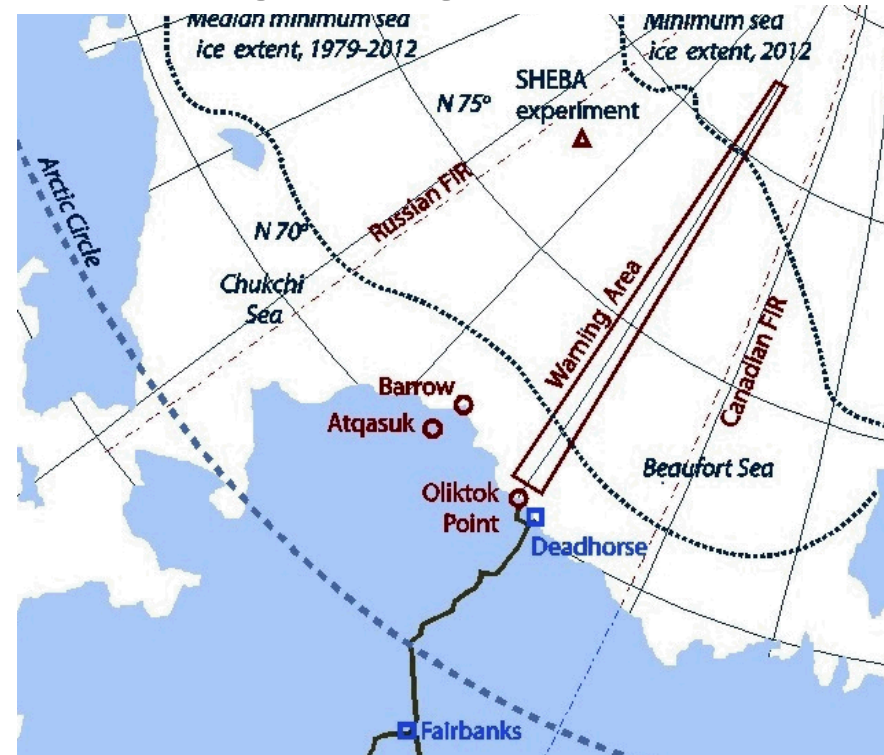 Median minimum sea
ice extent, 1979-2012
Minimum sea
ice extent, 2012
SHEBA
experiment
N 75°
Russian FIR
Arctic Circle
N 70°
Chukchi
Sea
Warning Area
Canadian FIR
Barrow
Atqasuk
Beaufort Sea
Oliktok
Point
Deadhorse
Fairbanks